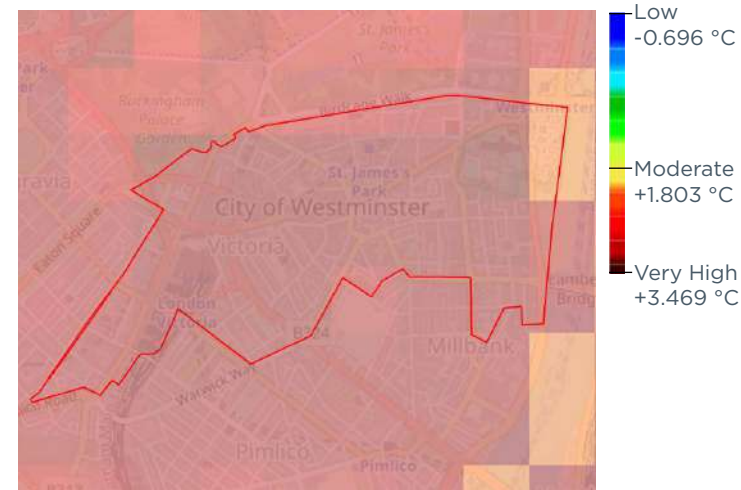 Low
-0.696 °C
Moderate
+1.803 °C
Very High
+3.469 °C
St. James's
Park
Buckingham
Palace
Gardens
Birdcage Walk
Westminster
St. James's
Park
City of Westminster
Eaton Square
Victoria
London
Victoria
B324
Millbank
Warwick Way
Pimlico
Pimlico